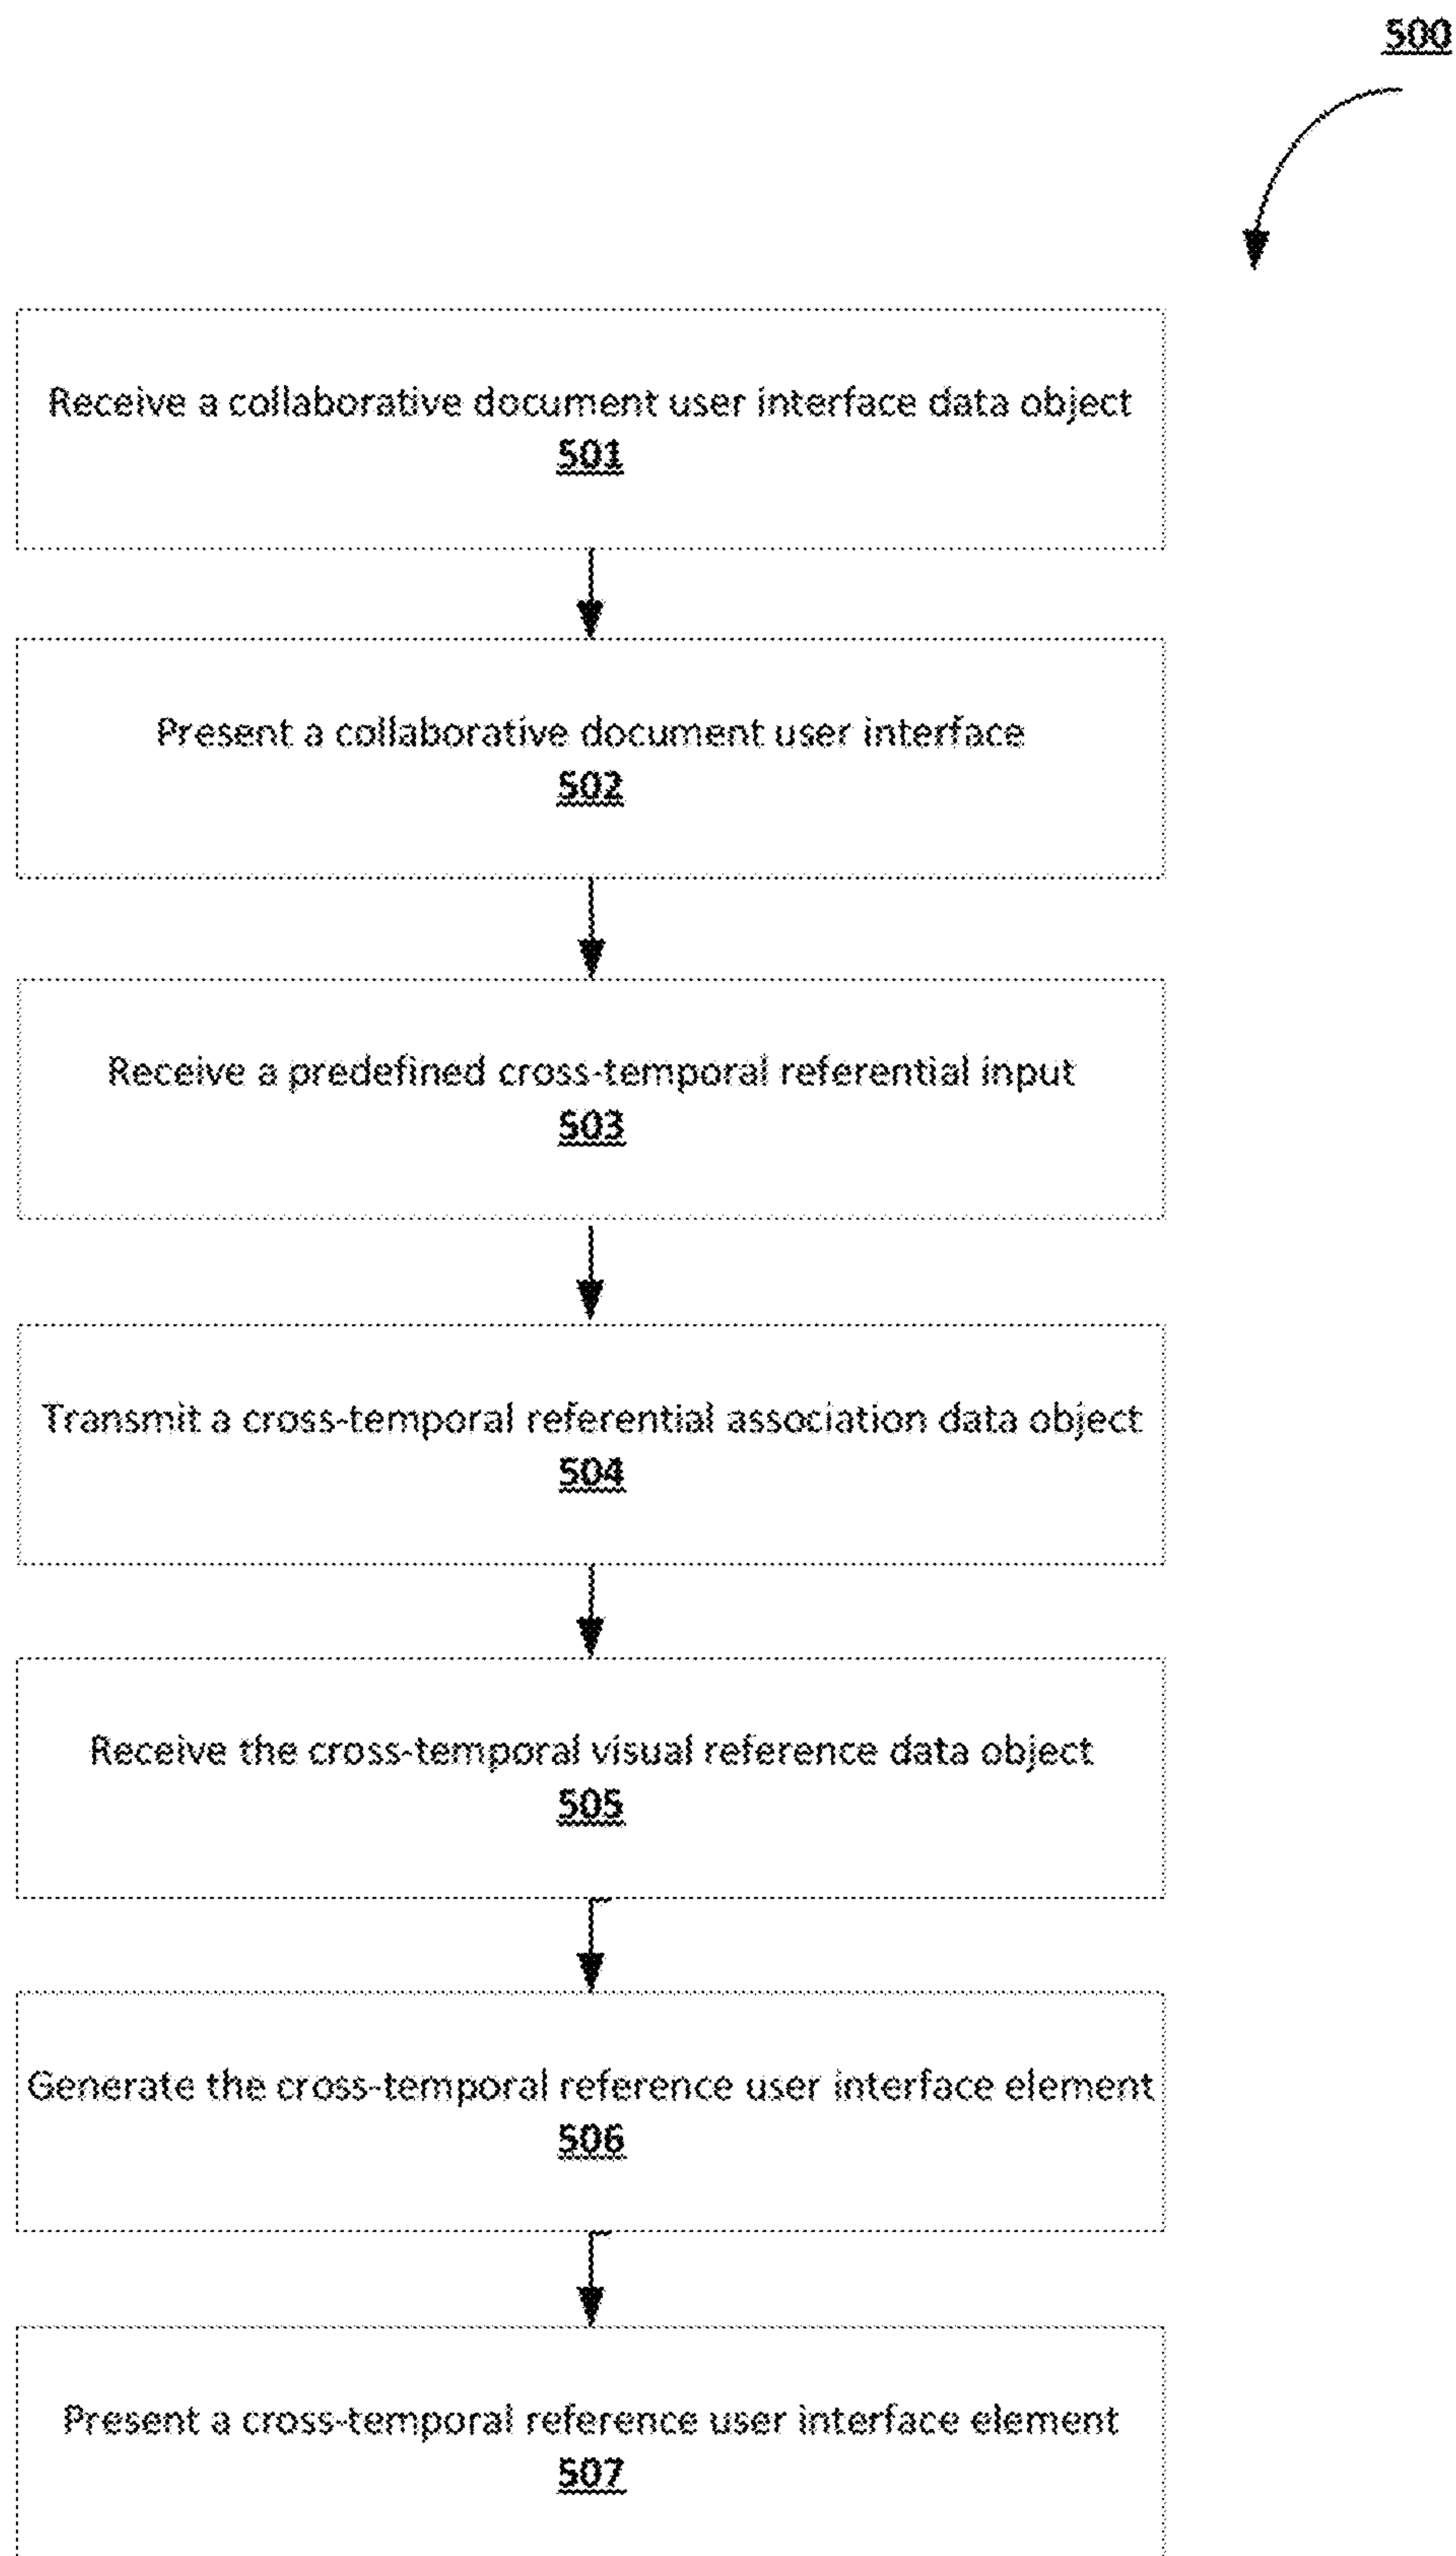 500
Receive a collaborative document user interface data object
501
Present a collaborative document user interface
502
Receive a predefined cross-temporal referential input
503
Transmit a cross-temporal referential association data object
504
Receive the cross-temporal visual reference data object
505
Generate the cross-temporal reference user interface element
506
Present a cross-temporal reference user interface element
507